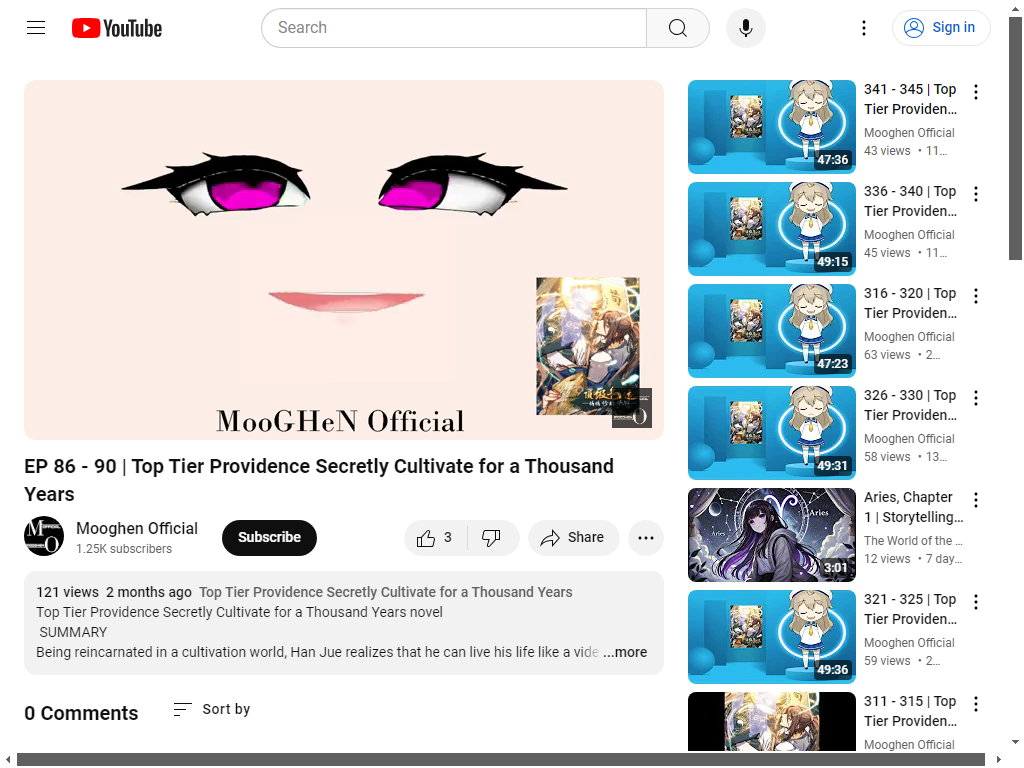 YouTube
Search
Sign in
MooGHeN Official
EP 86 - 90 | Top Tier Providence Secretly Cultivate for a Thousand
Years
Mooghen Official
1.25K subscribers
Subscribe
3
Share
121 views 2 months ago Top Tier Providence Secretly Cultivate for a Thousand Years
Top Tier Providence Secretly Cultivate for a Thousand Years novel
SUMMARY
Being reincarnated in a cultivation world, Han Jue realizes that he can live his life like a vide ...more
0 Comments
Sort by
47:36
341 - 345 | Top
Tier Providen...
Mooghen Official
43 views • 11...
49:15
336 - 340 | Top
Tier Providen...
Mooghen Official
45 views • 11...
47:23
316 - 320 | Top
Tier Providen...
Mooghen Official
63 views • 2...
49:31
326 - 330 | Top
Tier Providen...
Mooghen Official
58 views • 13...
Aries
Aries
3:01
Aries, Chapter
1 | Storytelling...
The World of the ...
12 views • 7 day...
49:36
321 - 325 | Top
Tier Providen...
Mooghen Official
59 views • 2...
311 - 315 | Top
Tier Providen...
Mooghen Official